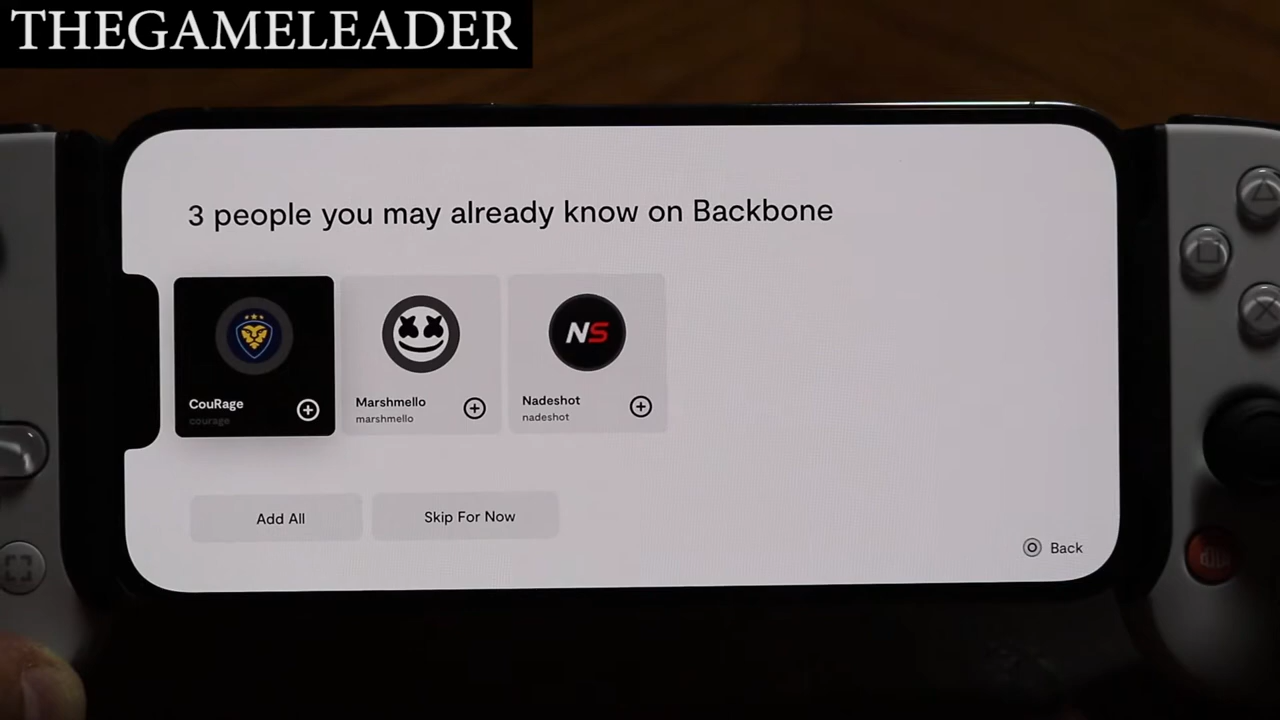 THEGAMELEADER
3 people you may already know on Backbone
CouRage
courage
Marshmello
marshmello
NS
Nadeshot
nadeshot
Add All
Skip For Now
Back